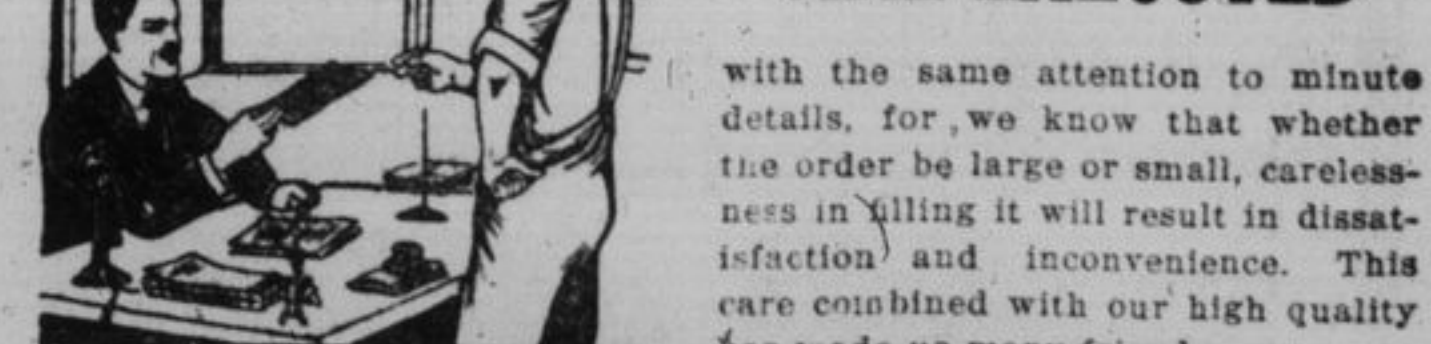 with the same attention to minute
details, for we know that whether
the order be large or small, careless-
ness in filling it will result in dissat-
isfaction and inconvenience. This
care combined with our high quality